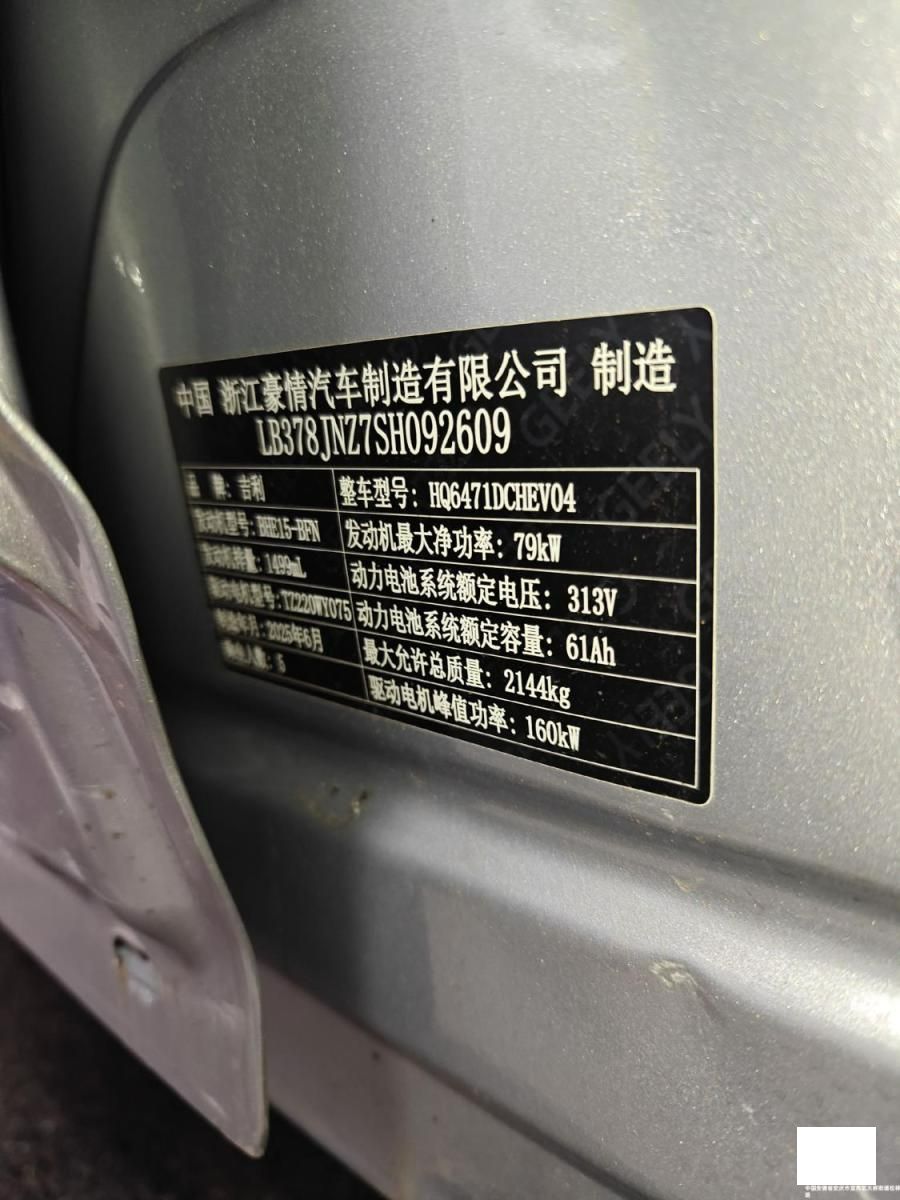 中国 浙江豪情汽车制造有限公司 制造
LB378JNZ7SH092609
品 牌：吉利 整车型号：HQ6471DCHEV04
发动机型号：BHE15-BFN 发动机最大净功率：79kW
发动机排量：1499mL 动力电池系统额定电压：313V
驱动电机型号：TZ220WY075 动力电池系统额定容量：61Ah
制造年月：2025年6月 最大允许总质量：2144kg
乘坐人数：5 驱动电机峰值功率：160kW